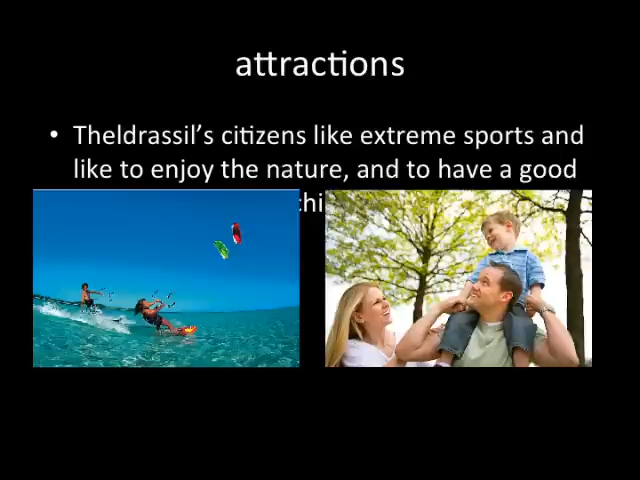 attractions
• Theldrassil's citizens like extreme sports and
like to enjoy the nature, and to have a good